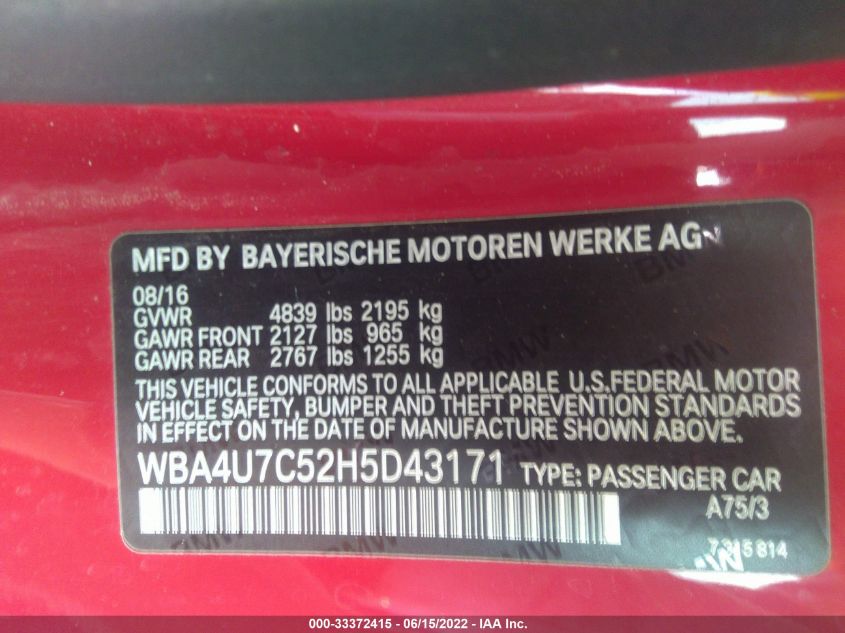 MFD BY BAYERISCHE MOTOREN WERKE AG
08/16
GVWR 4839 lbs 2195 kg
GAWR FRONT 2127 lbs 965 kg
GAWR REAR 2767 lbs 1255 kg
THIS VEHICLE CONFORMS TO ALL APPLICABLE U.S.FEDERAL MOTOR
VEHICLE SAFETY, BUMPER AND THEFT PREVENTION STANDARDS
IN EFFECT ON THE DATE OF MANUFACTURE SHOWN ABOVE.
WBA4U7C52H5D43171 TYPE: PASSENGER CAR
A75/3
7315814
000-33372415 - 06/15/2022 - IAA Inc.